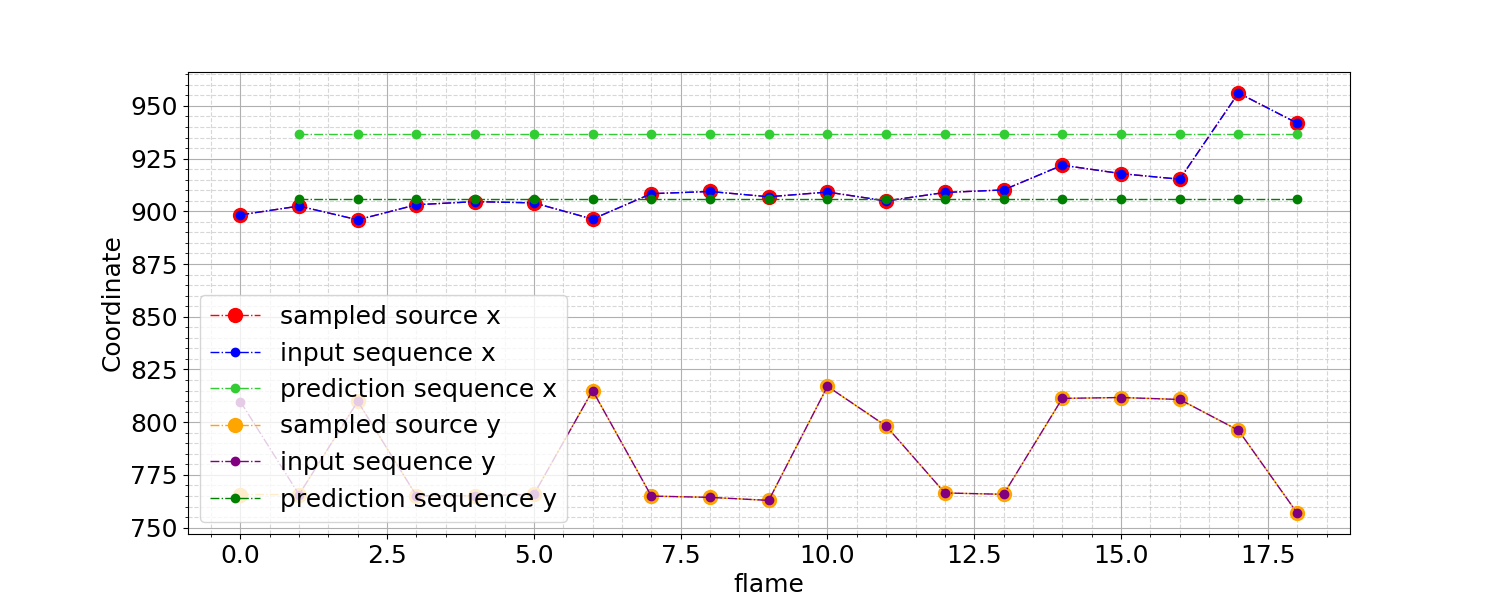 950
925
900
875
850
825
800
775
750
Coordinate
sampled source x
input sequence x
prediction sequence x
sampled source y
input sequence y
prediction sequence y
0.0 2.5 5.0 7.5 10.0 12.5 15.0 17.5
flame